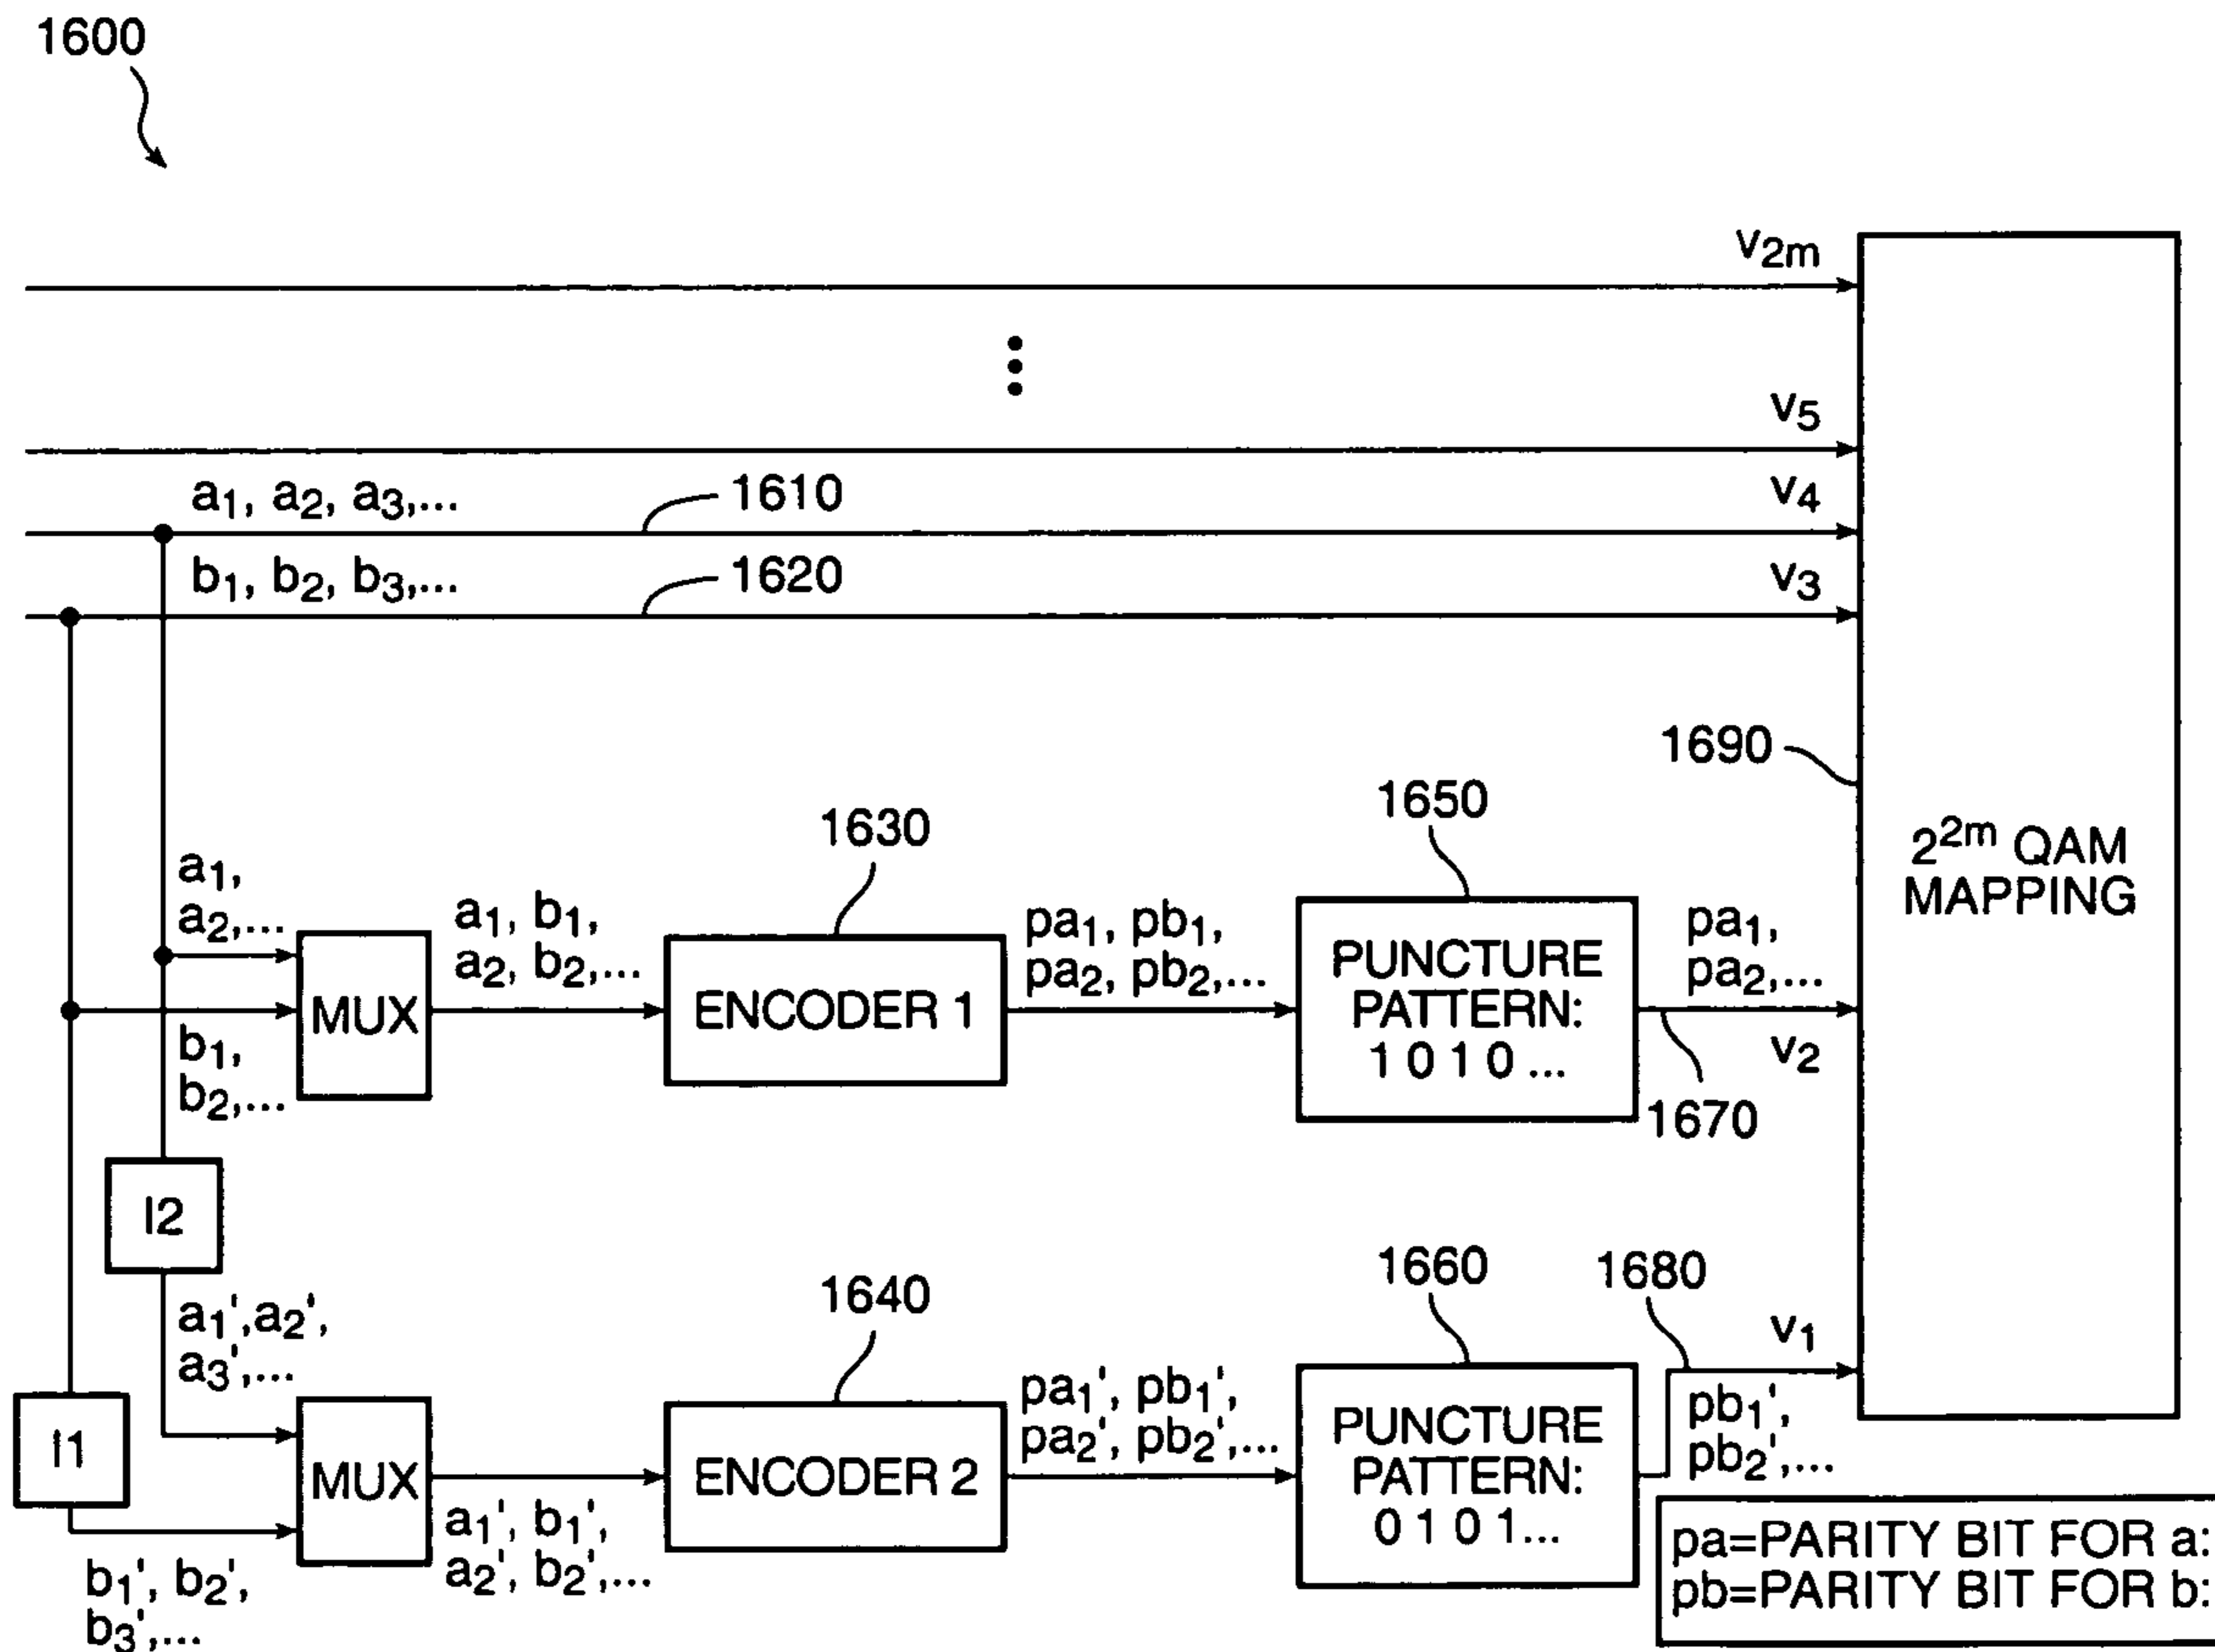 1600
v2m
v5
a1, a2, a3,...
1610
v4
b1, b2, b3,...
1620
v3
1690
2^2m QAM
MAPPING
1630
1650
a1,
a2,...
a1, b1,
a2, b2,...
pa1, pb1,
pa2, pb2,...
pa1,
pa2,...
MUX
ENCODER 1
PUNCTURE
PATTERN:
1 0 1 0 ...
b1,
b2,...
v2
1670
I2
1640
1660
1680
a1',a2',
a3',...
v1
I1
MUX
ENCODER 2
pa1', pb1',
pa2', pb2',...
PUNCTURE
PATTERN:
0 1 0 1...
pb1',
pb2',...
a1', b1',
a2', b2',...
b1', b2',
b3',...
pa=PARITY BIT FOR a:
pb=PARITY BIT FOR b: